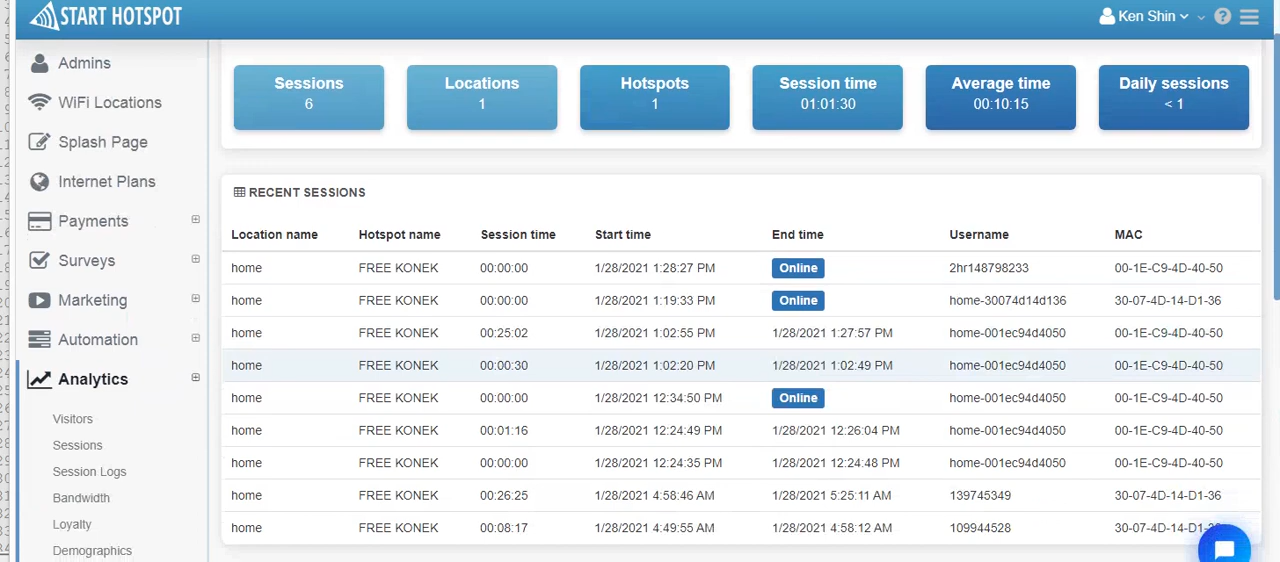 START HOTSPOT
Ken Shin
Admins
WiFi Locations
Splash Page
Internet Plans
Payments
Surveys
Marketing
Automation
Analytics
Visitors
Sessions
Session Logs
Bandwidth
Loyalty
Demographics
Sessions Locations Hotspots Session time Average time Daily sessions
6 1 1 01:01:30 00:10:15 < 1
RECENT SESSIONS
Location name Hotspot name Session time Start time End time Username MAC
home FREE KONEK 00:00:00 1/28/2021 1:28:27 PM Online 2hr148798233 00-1E-C9-4D-40-50
home FREE KONEK 00:00:00 1/28/2021 1:19:33 PM Online home-30074d14d136 30-07-4D-14-D1-36
home FREE KONEK 00:25:02 1/28/2021 1:02:55 PM 1/28/2021 1:27:57 PM home-001ec94d4050 00-1E-C9-4D-40-50
home FREE KONEK 00:00:30 1/28/2021 1:02:20 PM 1/28/2021 1:02:49 PM home-001ec94d4050 00-1E-C9-4D-40-50
home FREE KONEK 00:00:00 1/28/2021 12:34:50 PM Online home-001ec94d4050 00-1E-C9-4D-40-50
home FREE KONEK 00:01:16 1/28/2021 12:24:49 PM 1/28/2021 12:26:04 PM home-001ec94d4050 00-1E-C9-4D-40-50
home FREE KONEK 00:00:00 1/28/2021 12:24:35 PM 1/28/2021 12:24:48 PM home-001ec94d4050 00-1E-C9-4D-40-50
home FREE KONEK 00:26:25 1/28/2021 4:58:46 AM 1/28/2021 5:25:11 AM 139745349 30-07-4D-14-D1-36
home FREE KONEK 00:08:17 1/28/2021 4:49:55 AM 1/28/2021 4:58:12 AM 109944528